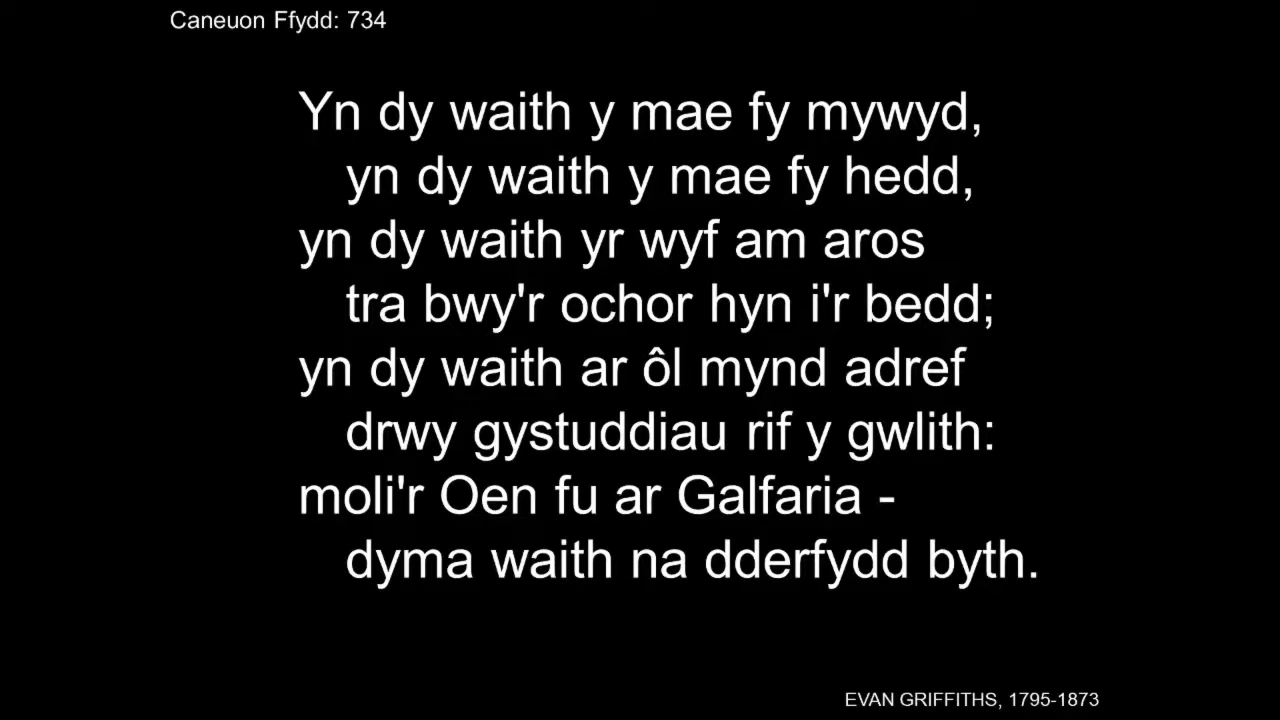 Caneuon Ffydd: 734
Yn dy waith y mae fy mywyd,
yn dy waith y mae fy hedd,
yn dy waith yr wyf am aros
tra bwy'r ochor hyn i'r bedd;
yn dy waith ar ôl mynd adref
drwy gystuddiau rif y gwlith:
moli'r Oen fu ar Galfaria -
dyma waith na dderfydd byth.
EVAN GRIFFITHS, 1795-1873